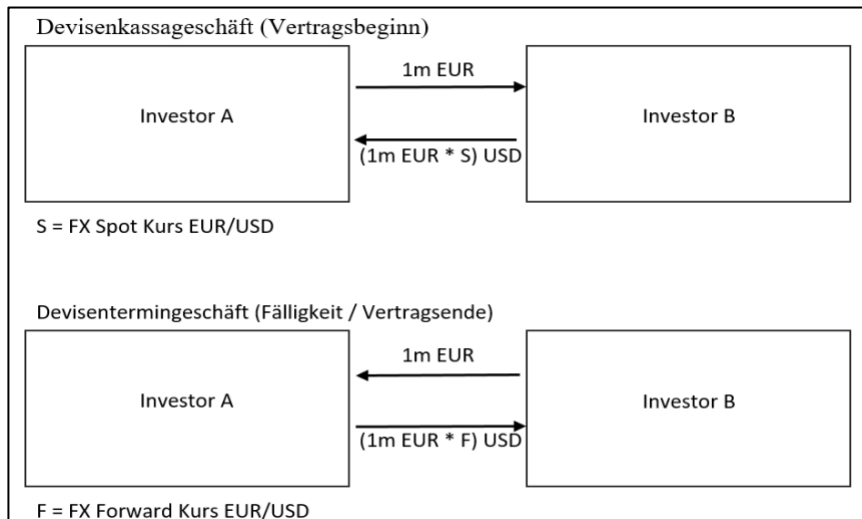 Devisenkassageschäft (Vertragsbeginn)
1m EUR
Investor A
Investor B
(1m EUR * S) USD
S = FX Spot Kurs EUR/USD
Devisentermingeschäft (Fälligkeit / Vertragsende)
1m EUR
Investor A
Investor B
(1m EUR * F) USD
F = FX Forward Kurs EUR/USD